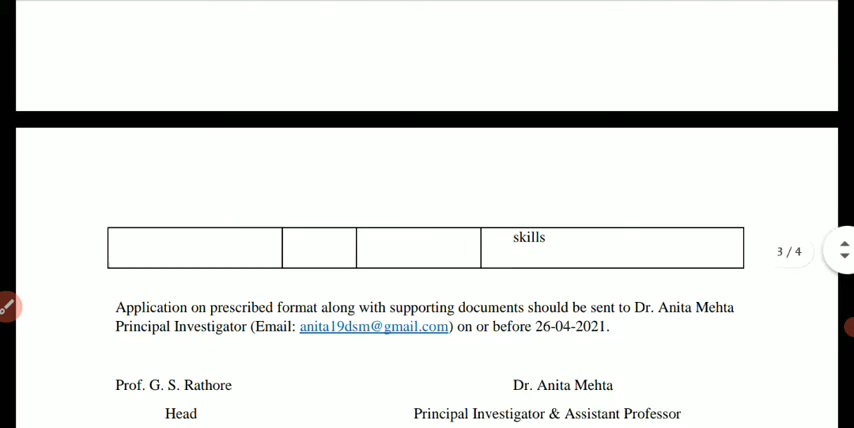 skills
3 / 4
Application on prescribed format along with supporting documents should be sent to Dr. Anita Mehta
Principal Investigator (Email: anita19dsm@gmail.com) on or before 26-04-2021.
Prof. G. S. Rathore Dr. Anita Mehta
Head Principal Investigator & Assistant Professor